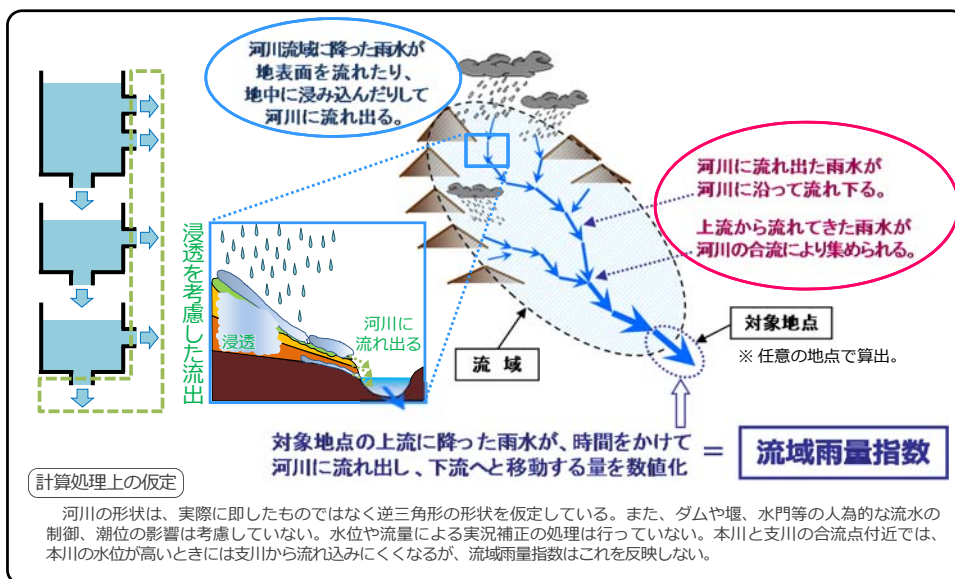 河川流域に降った雨水が
地表面を流れたり、
地中に浸み込んだりして
河川に流れ出る。
河川に流れ出た雨水が
河川に沿って流れ下る。
上流から流れてきた雨水が
河川の合流により集められる。
浸透を考慮した流出
浸透
河川に
流れ出る
流域
対象地点
※ 任意の地点で算出。
対象地点の上流に降った雨水が、時間をかけて
河川に流れ出し、下流へと移動する量を数値化
=
流域雨量指数
計算処理上の仮定
河川の形状は、実際に即したものではなく逆三角形の形状を仮定している。また、ダムや堰、水門等の人為的な流水の
制御、潮位の影響は考慮していない。水位や流量による実況補正の処理は行っていない。本川と支川の合流点付近では、
本川の水位が高いときには支川から流れ込みにくくなるが、流域雨量指数はこれを反映しない。